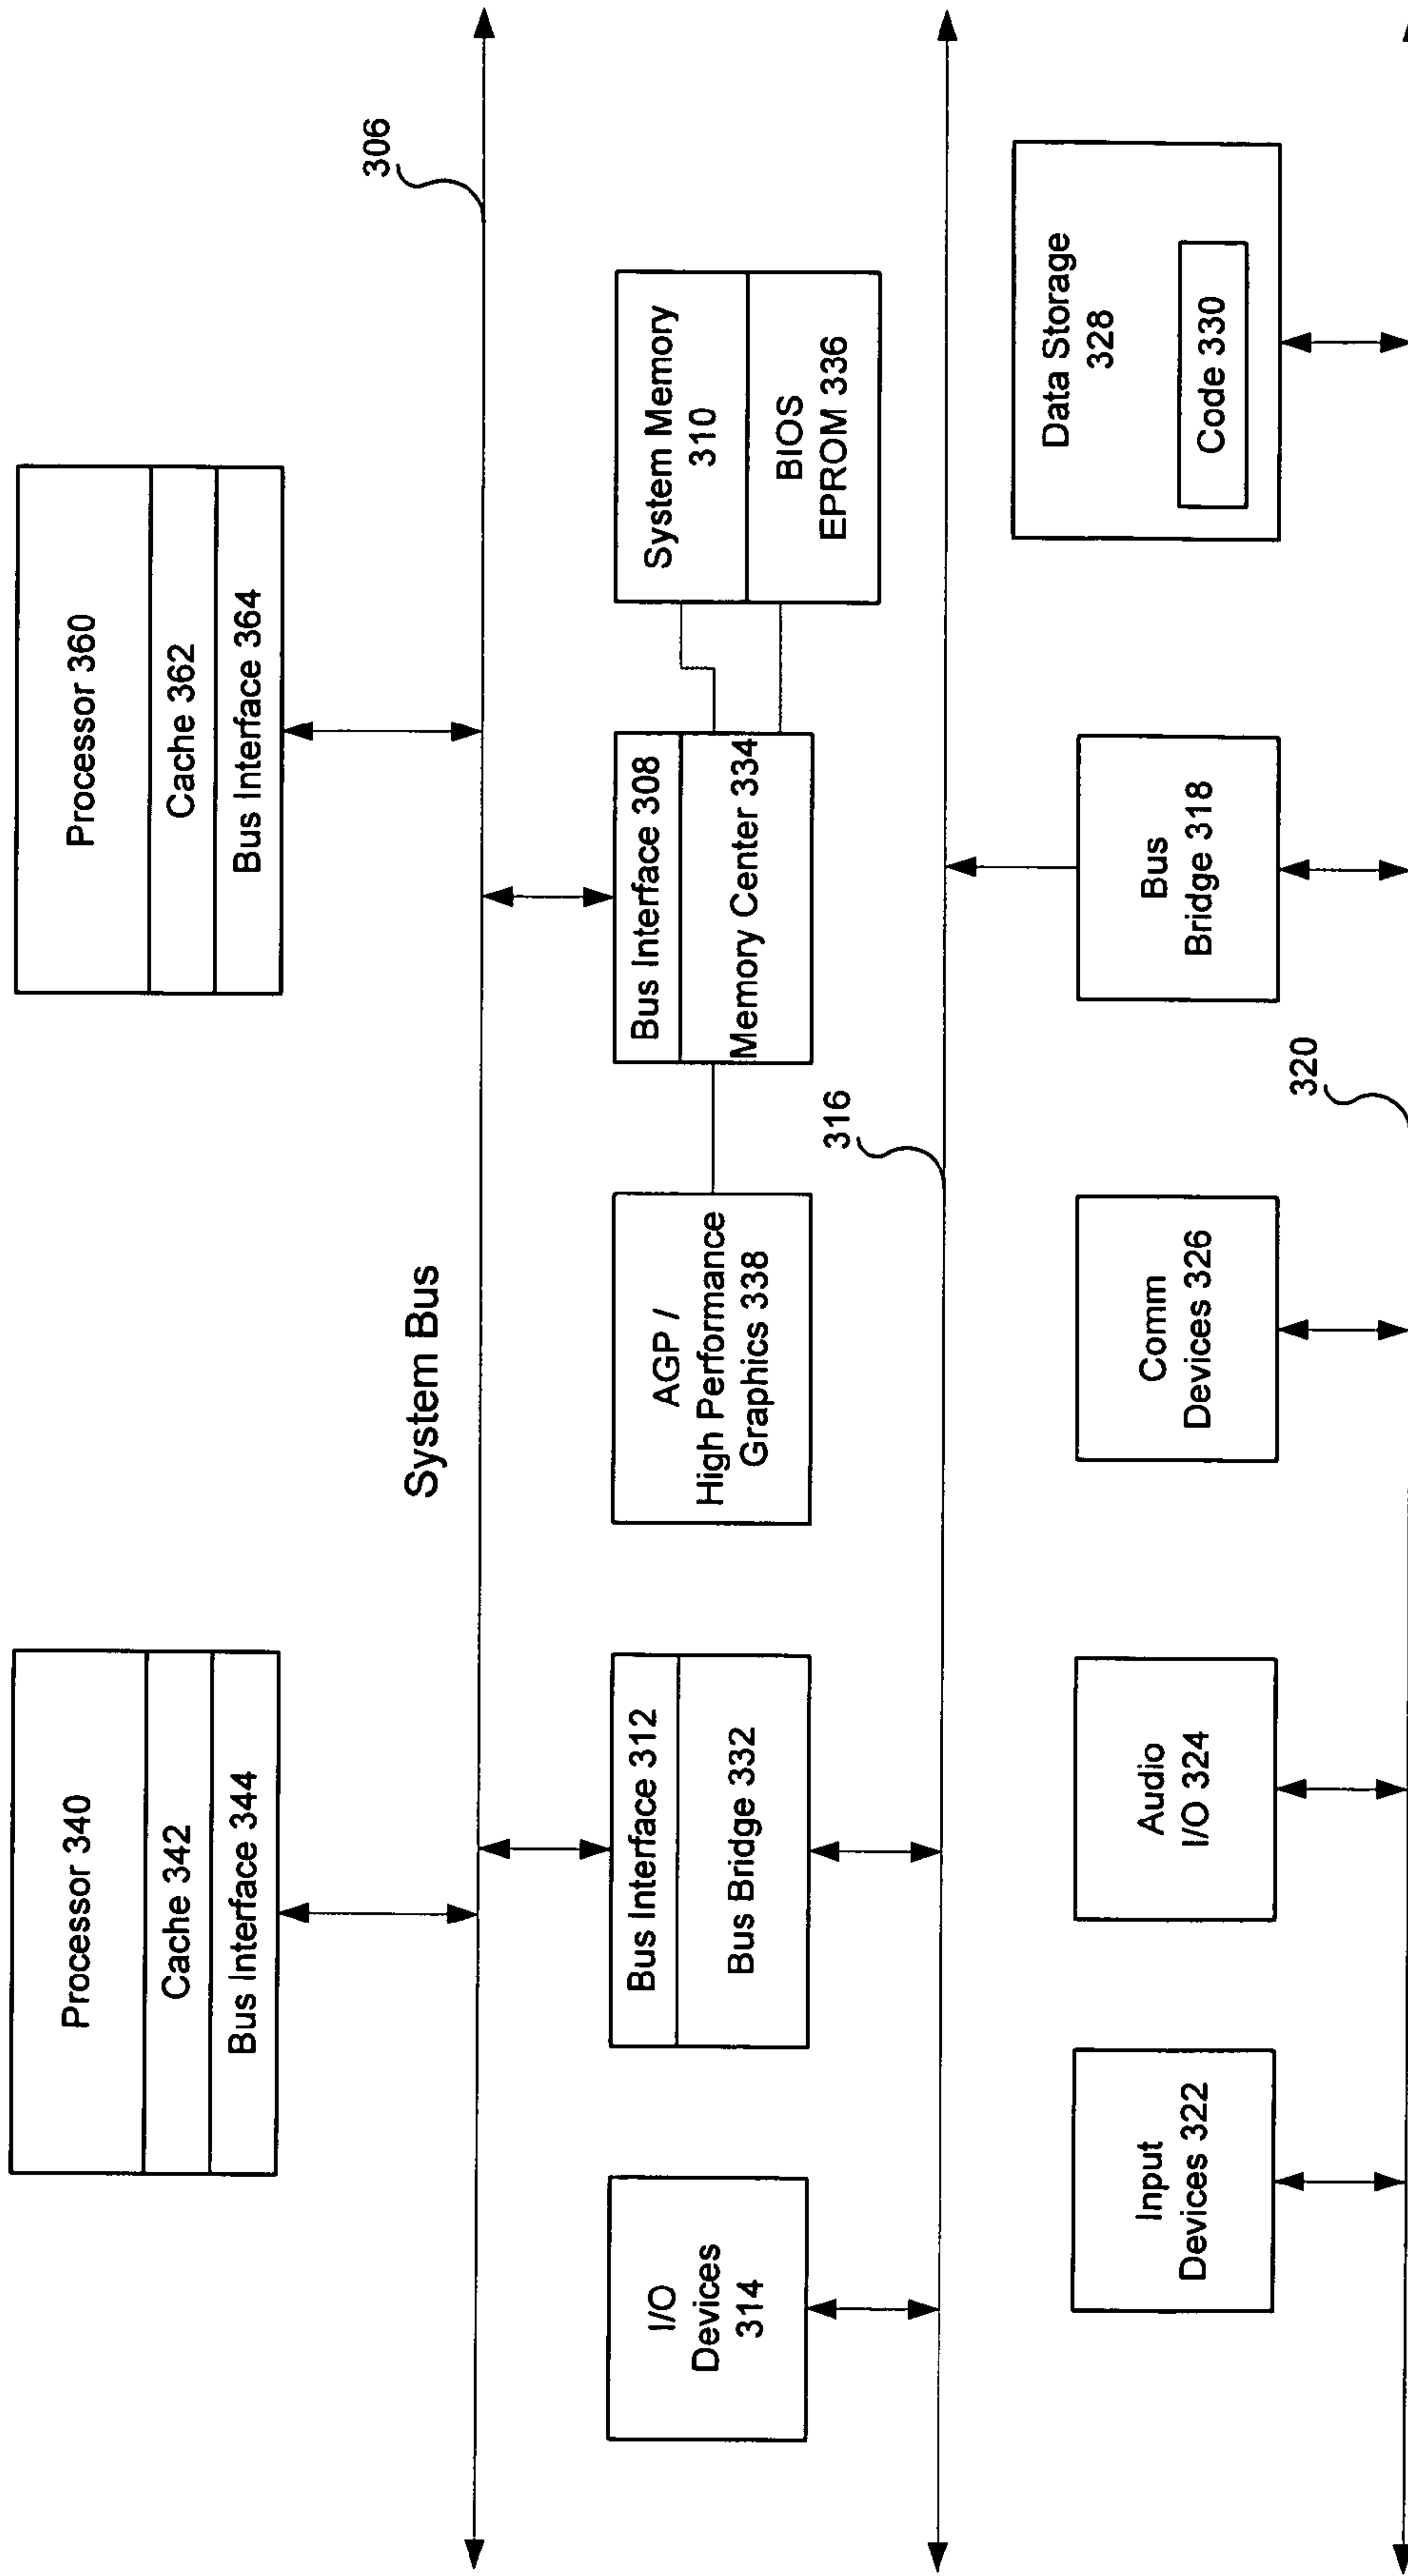 Processor 340
Cache 342
Bus Interface 344
Processor 360
Cache 362
Bus Interface 364
System Bus
306
I/O
Devices
314
Bus Interface 312
Bus Bridge 332
AGP /
High Performance
Graphics 338
Bus Interface 308
Memory Center 334
System Memory
310
BIOS
EPROM 336
316
Input
Devices 322
Audio
I/O 324
Comm
Devices 326
Bus
Bridge 318
Data Storage
328
Code 330
320